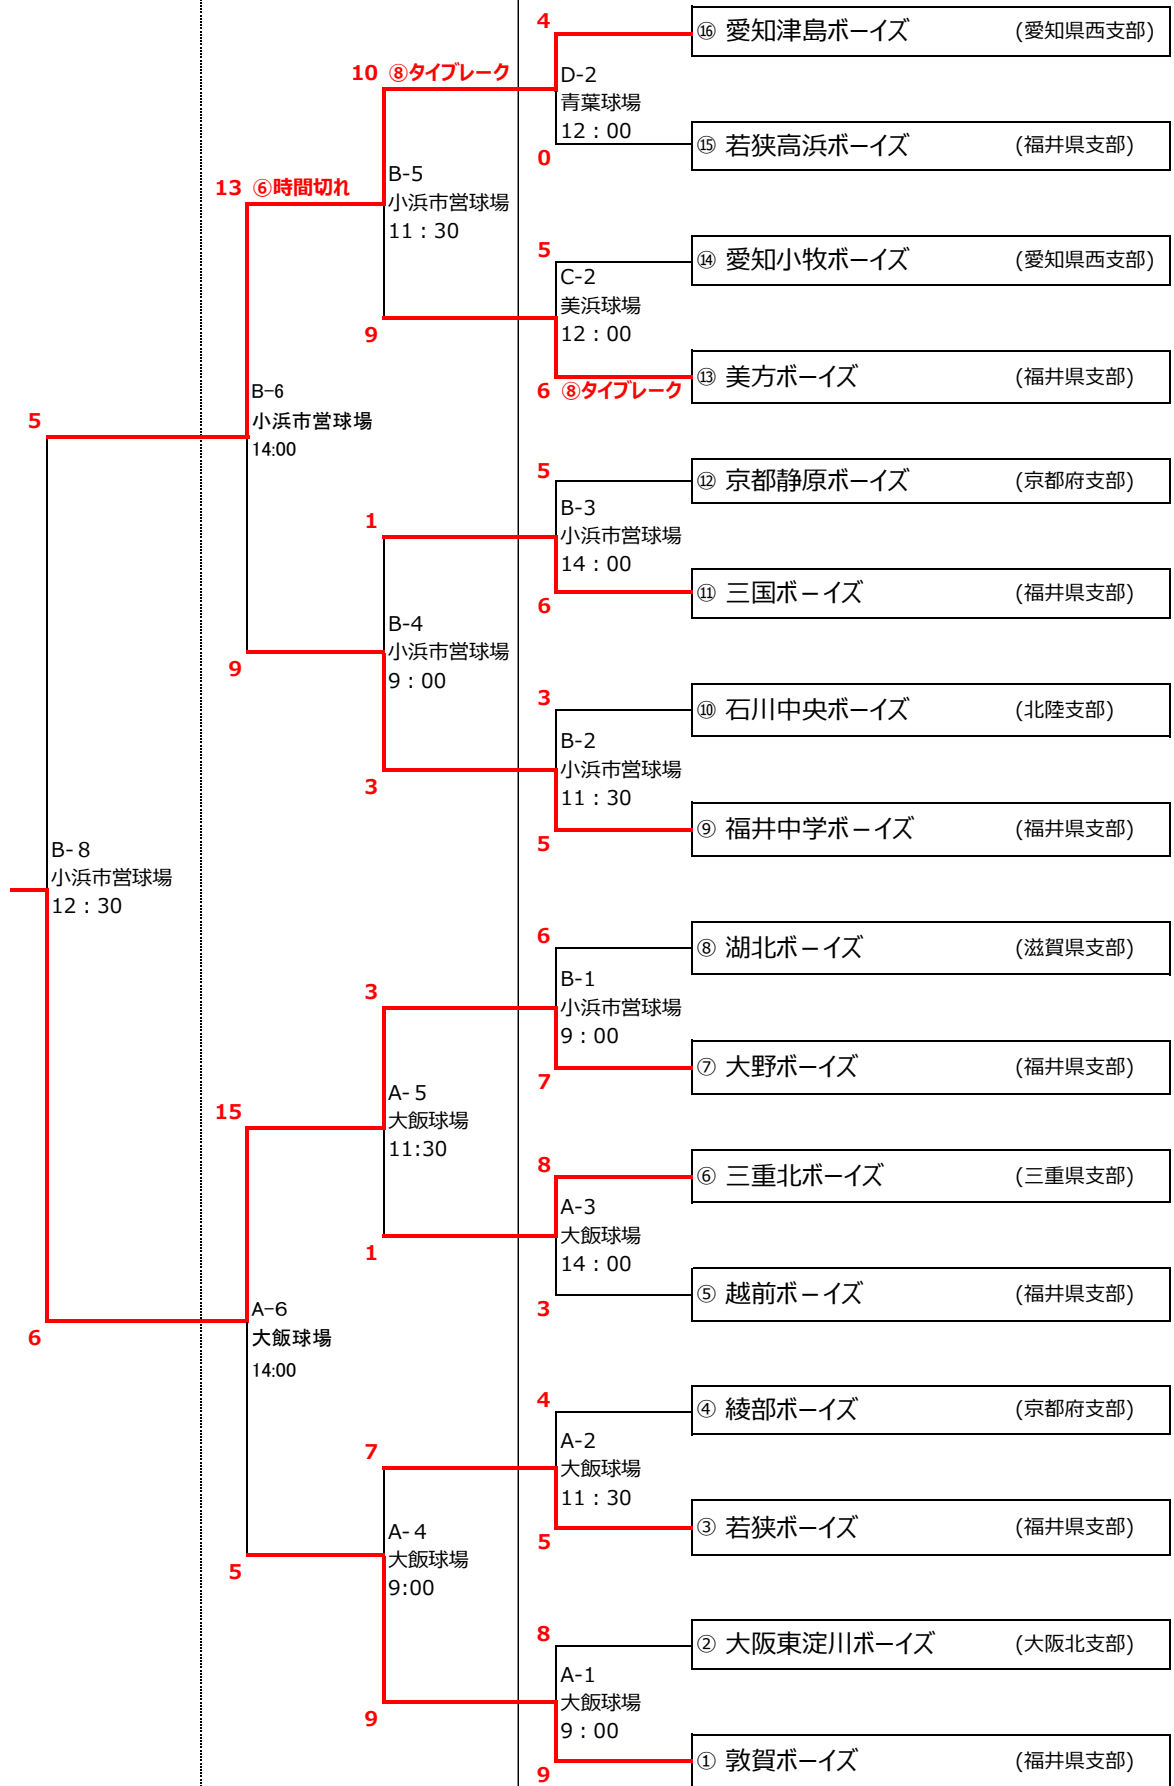 4
⑯ 愛知津島ボーイズ (愛知県西支部)
10 ⑧タイブレーク
D-2
青葉球場
12：00
⑮ 若狭高浜ボーイズ (福井県支部)
0
13 ⑥時間切れ
B-5
小浜市営球場
11：30
5
⑭ 愛知小牧ボーイズ (愛知県西支部)
C-2
美浜球場
12：00
9
⑬ 美方ボーイズ (福井県支部)
6 ⑧タイブレーク
B-6
小浜市営球場
14:00
5
5
⑫ 京都静原ボーイズ (京都府支部)
B-3
小浜市営球場
14：00
1
⑪ 三国ボーイズ (福井県支部)
6
B-4
小浜市営球場
9：00
9
3
⑩ 石川中央ボーイズ (北陸支部)
B-2
小浜市営球場
11：30
3
⑨ 福井中学ボーイズ (福井県支部)
5
B-８
小浜市営球場
12：30
6
⑧ 湖北ボーイズ (滋賀県支部)
B-1
小浜市営球場
9：00
3
⑦ 大野ボーイズ (福井県支部)
7
15
A-５
大飯球場
11:30
8
⑥ 三重北ボーイズ (三重県支部)
A-3
大飯球場
14：00
1
⑤ 越前ボーイズ (福井県支部)
3
6
A-6
大飯球場
14:00
4
④ 綾部ボーイズ (京都府支部)
7
A-2
大飯球場
11：30
③ 若狭ボーイズ (福井県支部)
5
A-４
大飯球場
9:00
5
8
② 大阪東淀川ボーイズ (大阪北支部)
A-1
大飯球場
9：00
9
① 敦賀ボーイズ (福井県支部)
9